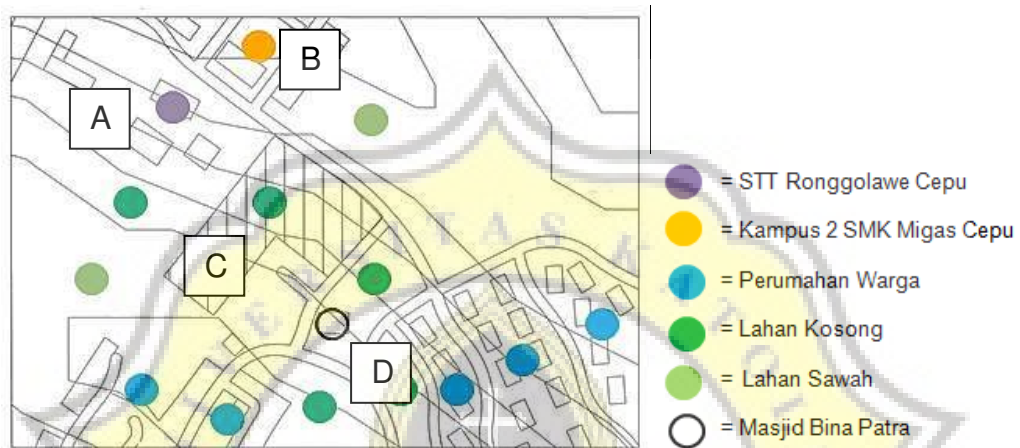 B
A
C
D
= STT Ronggolawe Cepu
= Kampus 2 SMK Migas Cepu
= Perumahan Warga
= Lahan Kosong
= Lahan Sawah
= Masjid Bina Patra